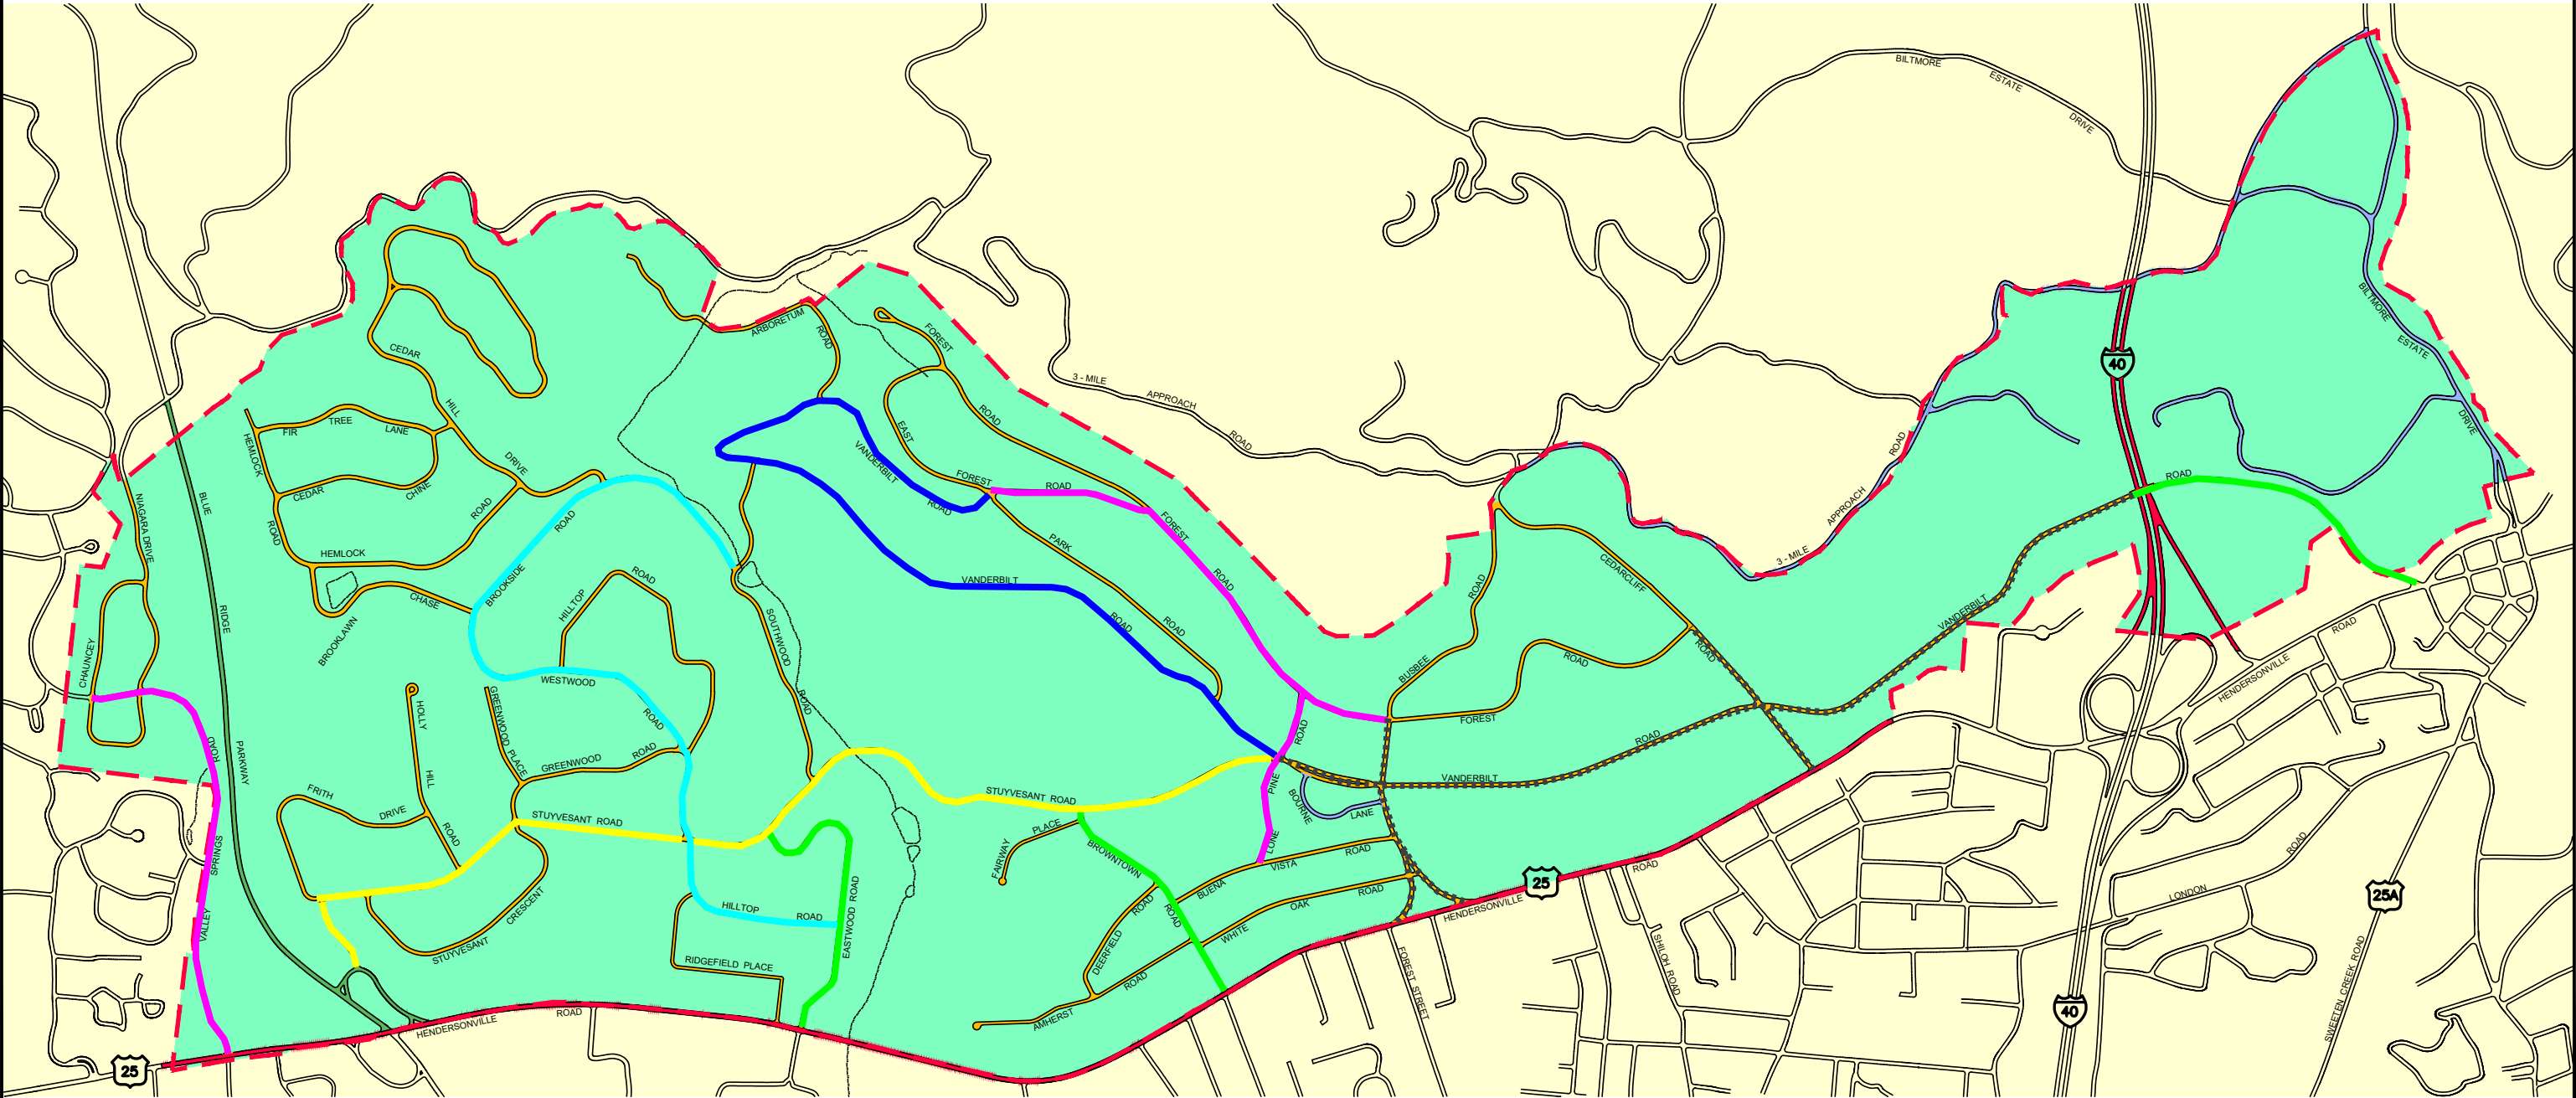 BILTMORE ESTATE DRIVE
40
BILTMORE ESTATE DRIVE
ARBORETUM ROAD
FOREST ROAD
3 - MILE APPROACH ROAD
CEDAR HILL DRIVE
FIR TREE LANE
HEMLOCK ROAD
CEDAR CHINE
HEMLOCK ROAD
NIAGARA DRIVE
BLUE RIDGE PARKWAY
EAST FOREST ROAD
VANDERBILT ROAD
FOREST ROAD
PARK ROAD
VANDERBILT ROAD
BROOKSIDE ROAD
BROOKLAWN CHASE
HILLTOP ROAD
SOUTHWOOD ROAD
WESTWOOD ROAD
CHAUNCEY
BUSBEE ROAD
CEDARCLIFF ROAD
FOREST ROAD
3 - MILE APPROACH ROAD
VANDERBILT ROAD
VANDERBILT ROAD
HENDERSONVILLE ROAD
GREENWOOD PLACE
GREENWOOD ROAD
HOLLY HILL ROAD
FRITH DRIVE
STUYVESANT ROAD
STUYVESANT ROAD
STUYVESANT CRESCENT
HILLTOP ROAD
RIDGEFIELD PLACE
EASTWOOD ROAD
FAIRWAY PLACE
BROWNTOWN ROAD
LONE PINE ROAD
BOURNE LANE
BUENA VISTA ROAD
WHITE OAK ROAD
DEERFIELD ROAD
AMHERST ROAD
VALLEY SPRINGS ROAD
HENDERSONVILLE ROAD
25
HENDERSONVILLE ROAD
25
FOREST STREET
SHILOH ROAD
LONDON ROAD
25A
SWEETEN CREEK ROAD
40